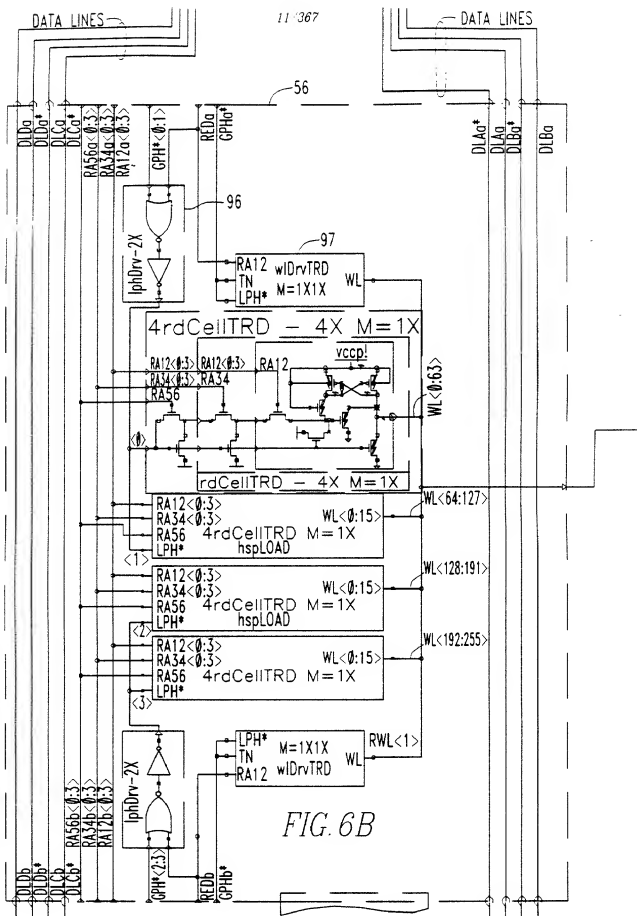 11/367
DATA LINES
DATA LINES
56
DLDa
DLDa*
DLCa
DLCa*
RA56a<0:3>
RA34a<0:3>
RA12a<0:3>
GPH*<0:1>
REDa
GPHa*
DLAa*
DLAa
DLBa*
DLBa
96
lphDrv-2X
97
RA12
TN
LPH*
wlDrvTRD
M=1X1X
WL
4rdCellTRD - 4X M=1X
RA12<0:3>
RA12<0:3>
RA12
RA34<0:3>
RA34
RA56
vccp!
<0>
WL<0:63>
rdCellTRD - 4X M=1X
RA12<0:3>
RA34<0:3>
RA56
LPH*
WL<0:15>
4rdCellTRD M=1X
hspLOAD
WL<64:127>
<1>
RA12<0:3>
RA34<0:3>
RA56
LPH*
WL<0:15>
4rdCellTRD M=1X
hspLOAD
WL<128:191>
<2>
RA12<0:3>
RA34<0:3>
RA56
LPH*
WL<0:15>
4rdCellTRD M=1X
WL<192:255>
<3>
lphDrv-2X
LPH*
TN
RA12
M=1X1X
wlDrvTRD
WL
RWL<1>
FIG. 6B
DLDb
DLDb*
DLCb
DLCb*
RA56b<0:3>
RA34b<0:3>
RA12b<0:3>
GPH*<2:3>
REDb
GPHb*
DLAb*
DLAb
DLBb*
DLBb